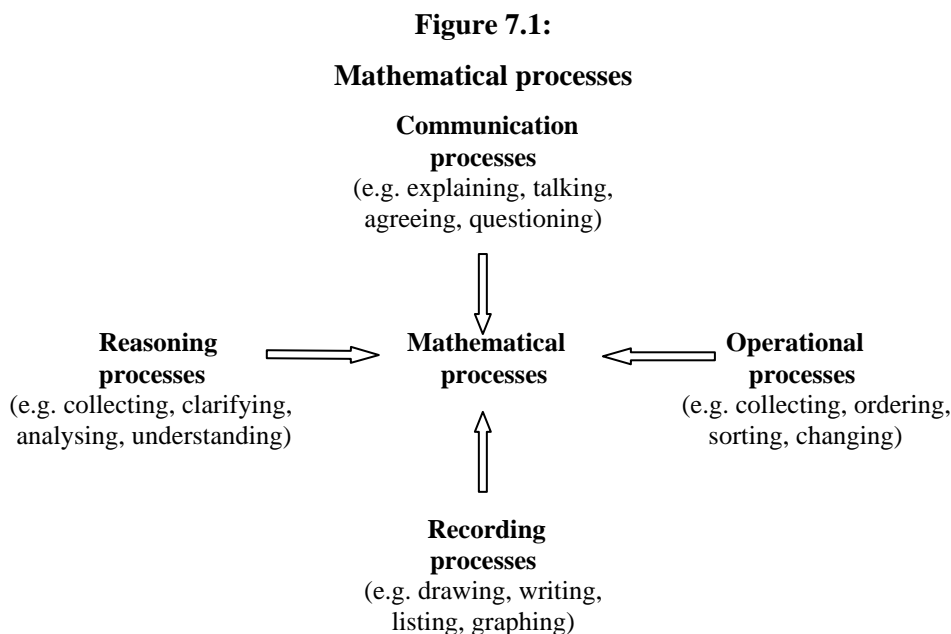 Figure 7.1:
Mathematical processes
Communication
processes
(e.g. explaining, talking,
agreeing, questioning)
Reasoning
processes
(e.g. collecting, clarifying,
analysing, understanding)
Mathematical
processes
Operational
processes
(e.g. collecting, ordering,
sorting, changing)
Recording
processes
(e.g. drawing, writing,
listing, graphing)